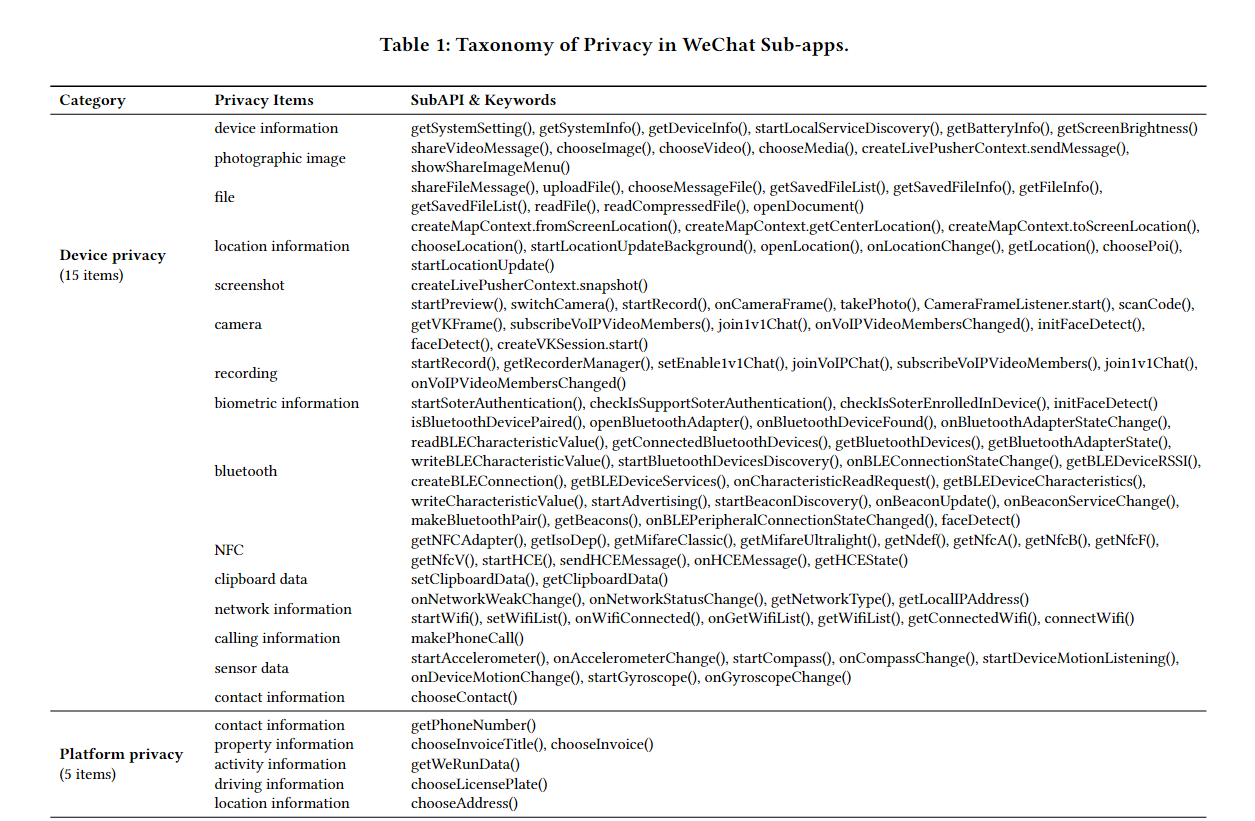 Table 1: Taxonomy of Privacy in WeChat Sub-apps.
Category Privacy Items SubAPI & Keywords
Device privacy
(15 items)
device information getSystemSetting(), getSystemInfo(), getDeviceInfo(), startLocalServiceDiscovery(), getBatteryInfo(), getScreenBrightness()
photographic image
shareVideoMessage(), chooseImage(), chooseVideo(), chooseMedia(), createLivePusherContext.sendMessage(),
showShareImageMenu()
file
shareFileMessage(), uploadFile(), chooseMessageFile(), getSavedFileList(), getSavedFileInfo(), getFileInfo(),
getSavedFileList(), readFile(), readCompressedFile(), openDocument()
location information
createMapContext.fromScreenLocation(), createMapContext.getCenterLocation(), createMapContext.toScreenLocation(),
chooseLocation(), startLocationUpdateBackground(), openLocation(), onLocationChange(), getLocation(), choosePoi(),
startLocationUpdate()
screenshot createLivePusherContext.snapshot()
camera
startPreview(), switchCamera(), startRecord(), onCameraFrame(), takePhoto(), CameraFrameListener.start(), scanCode(),
getVKFrame(), subscribeVoIPVideoMembers(), join1v1Chat(), onVoIPVideoMembersChanged(), initFaceDetect(),
faceDetect(), createVKSession.start()
recording
startRecord(), getRecorderManager(), setEnable1v1Chat(), joinVoIPChat(), subscribeVoIPVideoMembers(), join1v1Chat(),
onVoIPVideoMembersChanged()
biometric information startSoterAuthentication(), checkIsSupportSoterAuthentication(), checkIsSoterEnrolledInDevice(), initFaceDetect()
bluetooth
isBluetoothDevicePaired(), openBluetoothAdapter(), onBluetoothDeviceFound(), onBluetoothAdapterStateChange(),
readBLECharacteristicValue(), getConnectedBluetoothDevices(), getBluetoothDevices(), getBluetoothAdapterState(),
writeBLECharacteristicValue(), startBluetoothDevicesDiscovery(), onBLEConnectionStateChange(), getBLEDeviceRSSI(),
createBLEConnection(), getBLEDeviceServices(), onCharacteristicReadRequest(), getBLEDeviceCharacteristics(),
writeCharacteristicValue(), startAdvertising(), startBeaconDiscovery(), onBeaconUpdate(), onBeaconServiceChange(),
makeBluetoothPair(), getBeacons(), onBLEPeripheralConnectionStateChanged(), faceDetect()
NFC
getNFCAdapter(), getIsoDep(), getMifareClassic(), getMifareUltralight(), getNdef(), getNfcA(), getNfcB(), getNfcF(),
getNfcV(), startHCE(), sendHCEMessage(), onHCEMessage(), getHCEState()
clipboard data setClipboardData(), getClipboardData()
network information
onNetworkWeakChange(), onNetworkStatusChange(), getNetworkType(), getLocalIPAddress()
startWifi(), setWifiList(), onWifiConnected(), onGetWifiList(), getWifiList(), getConnectedWifi(), connectWifi()
calling information makePhoneCall()
sensor data
startAccelerometer(), onAccelerometerChange(), startCompass(), onCompassChange(), startDeviceMotionListening(),
onDeviceMotionChange(), startGyroscope(), onGyroscopeChange()
contact information chooseContact()
Platform privacy
(5 items)
contact information getPhoneNumber()
property information chooseInvoiceTitle(), chooseInvoice()
activity information getWeRunData()
driving information chooseLicensePlate()
location information chooseAddress()